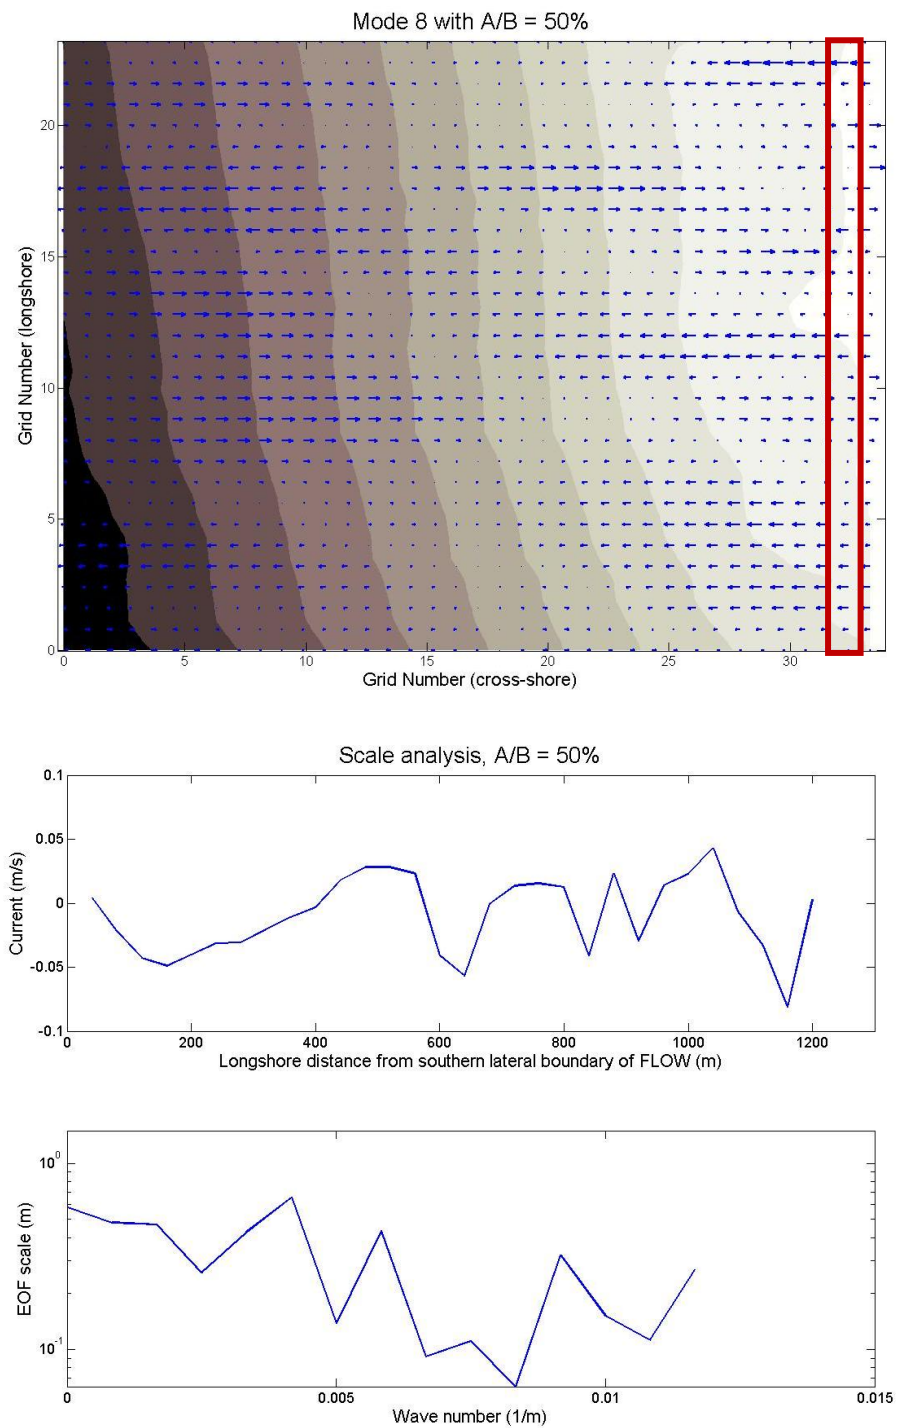 Mode 8 with A/B = 50%
Grid Number (longshore)
20
15
10
5
0
0 5 10 15 20 25 30
Grid Number (cross-shore)
Scale analysis, A/B = 50%
Current (m/s)
0.1
0.05
0
-0.05
-0.1
0 200 400 600 800 1000 1200
Longshore distance from southern lateral boundary of FLOW (m)
EOF scale (m)
10^0
10^-1
0 0.005 0.01 0.015
Wave number (1/m)